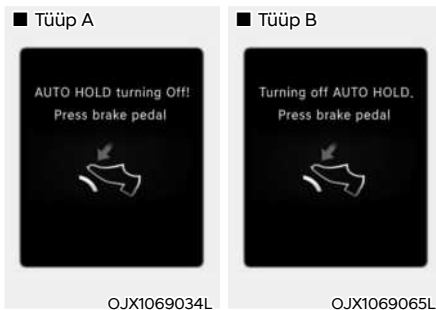 ■ Tüüp A
AUTO HOLD turning Off!
Press brake pedal
OJX1069034L
■ Tüüp B
Turning off AUTO HOLD.
Press brake pedal
OJX1069065L